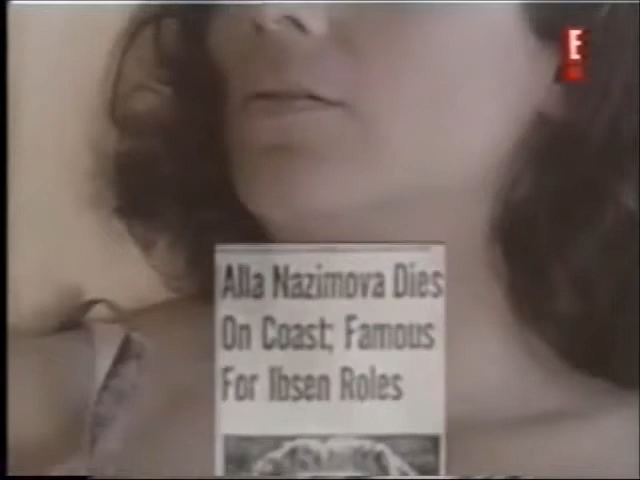 E
Alla Nazimova Dies
On Coast; Famous
For Ibsen Roles